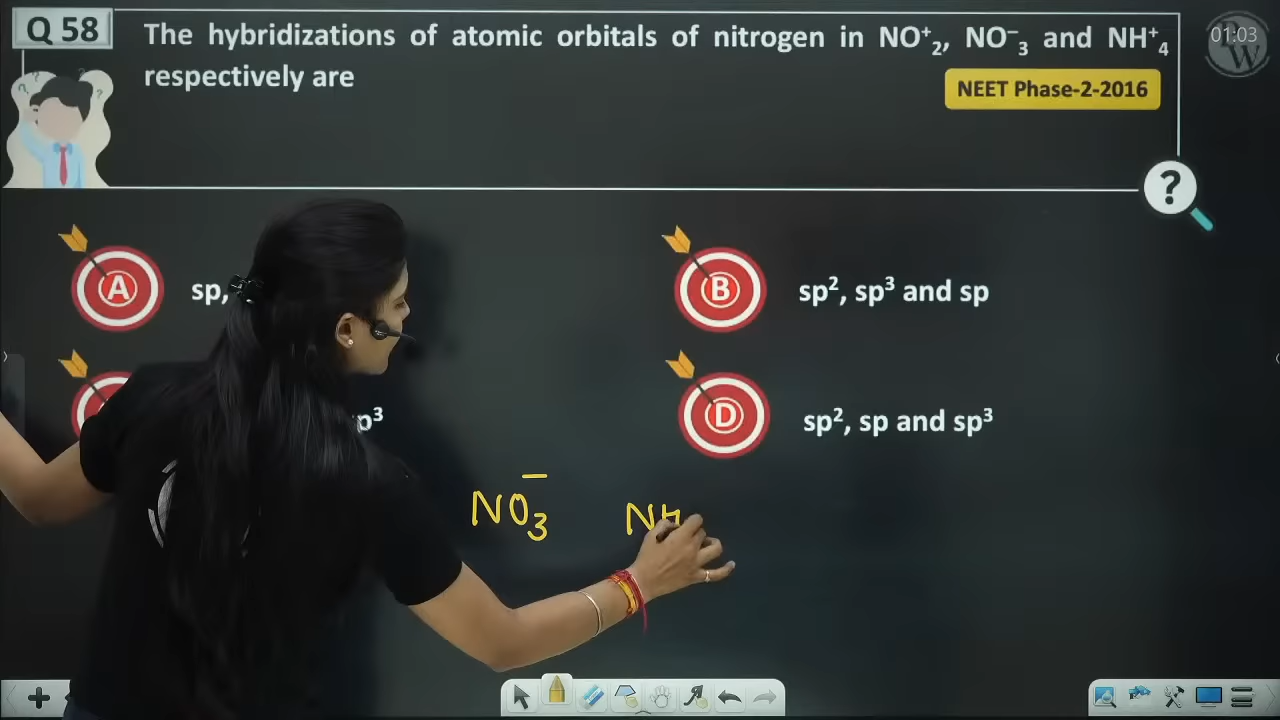 Q 58
The hybridizations of atomic orbitals of nitrogen in NO⁺₂, NO⁻₃ and NH⁺₄
respectively are
NEET Phase-2-2016
01:03
?
A sp,
B sp², sp³ and sp
p³
D sp², sp and sp³
NO₃⁻ NH